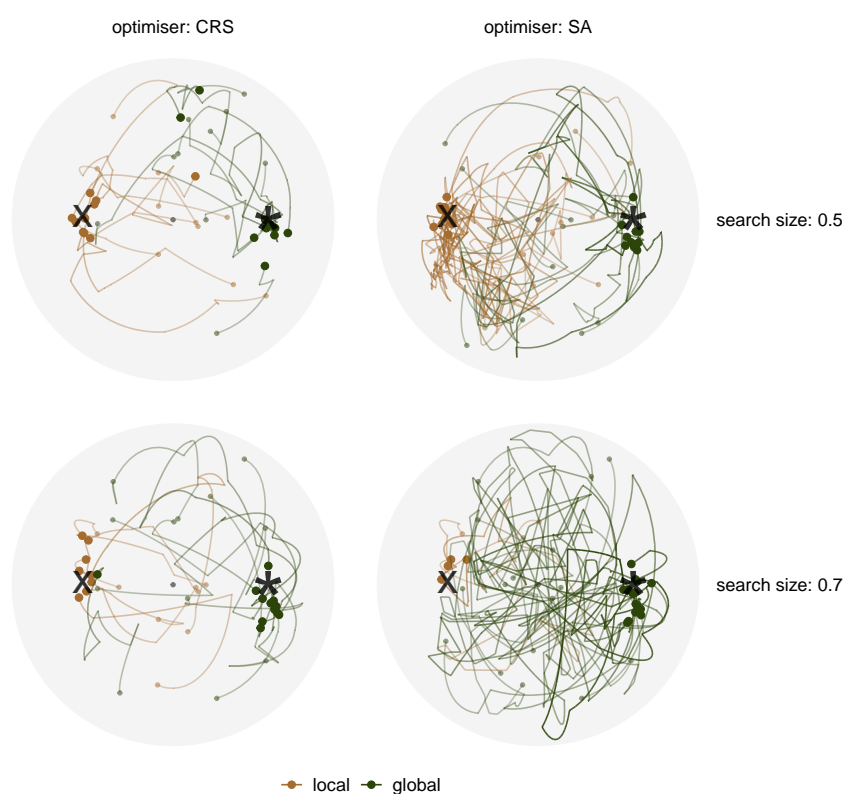 optimiser: CRS
optimiser: SA
x
*
x
*
search size: 0.5
x
*
x
*
search size: 0.7
local
global